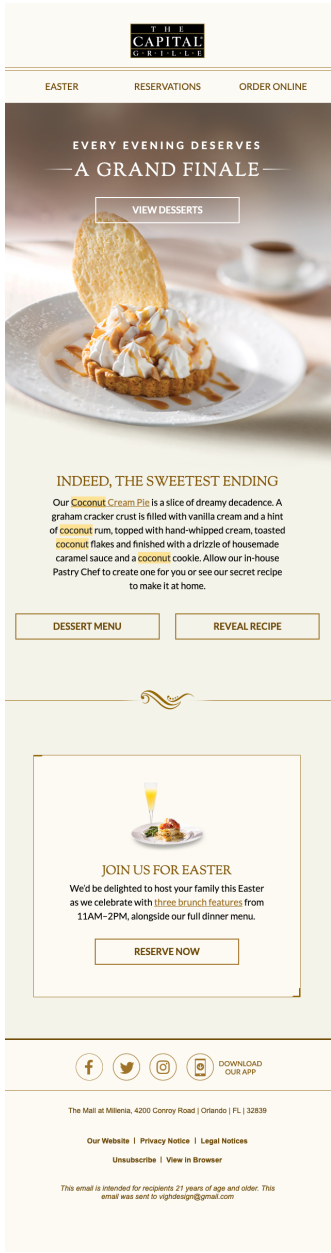 THE
CAPITAL
GRILLE
EASTER RESERVATIONS ORDER ONLINE
EVERY EVENING DESERVES
A GRAND FINALE
VIEW DESSERTS
INDEED, THE SWEETEST ENDING
Our Coconut Cream Pie is a slice of dreamy decadence. A
graham cracker crust is filled with vanilla cream and a hint
of coconut rum, topped with hand-whipped cream, toasted
coconut flakes and finished with a drizzle of housemade
caramel sauce and a coconut cookie. Allow our in-house
Pastry Chef to create one for you or see our secret recipe
to make it at home.
DESSERT MENU REVEAL RECIPE
JOIN US FOR EASTER
We'd be delighted to host your family this Easter
as we celebrate with three brunch features from
11AM–2PM, alongside our full dinner menu.
RESERVE NOW
DOWNLOAD
OUR APP
The Mall at Millenia, 4200 Conroy Road | Orlando | FL | 32839
Our Website | Privacy Notice | Legal Notices
Unsubscribe | View in Browser
This email is intended for recipients 21 years of age and older. This
email was sent to vighdesign@gmail.com